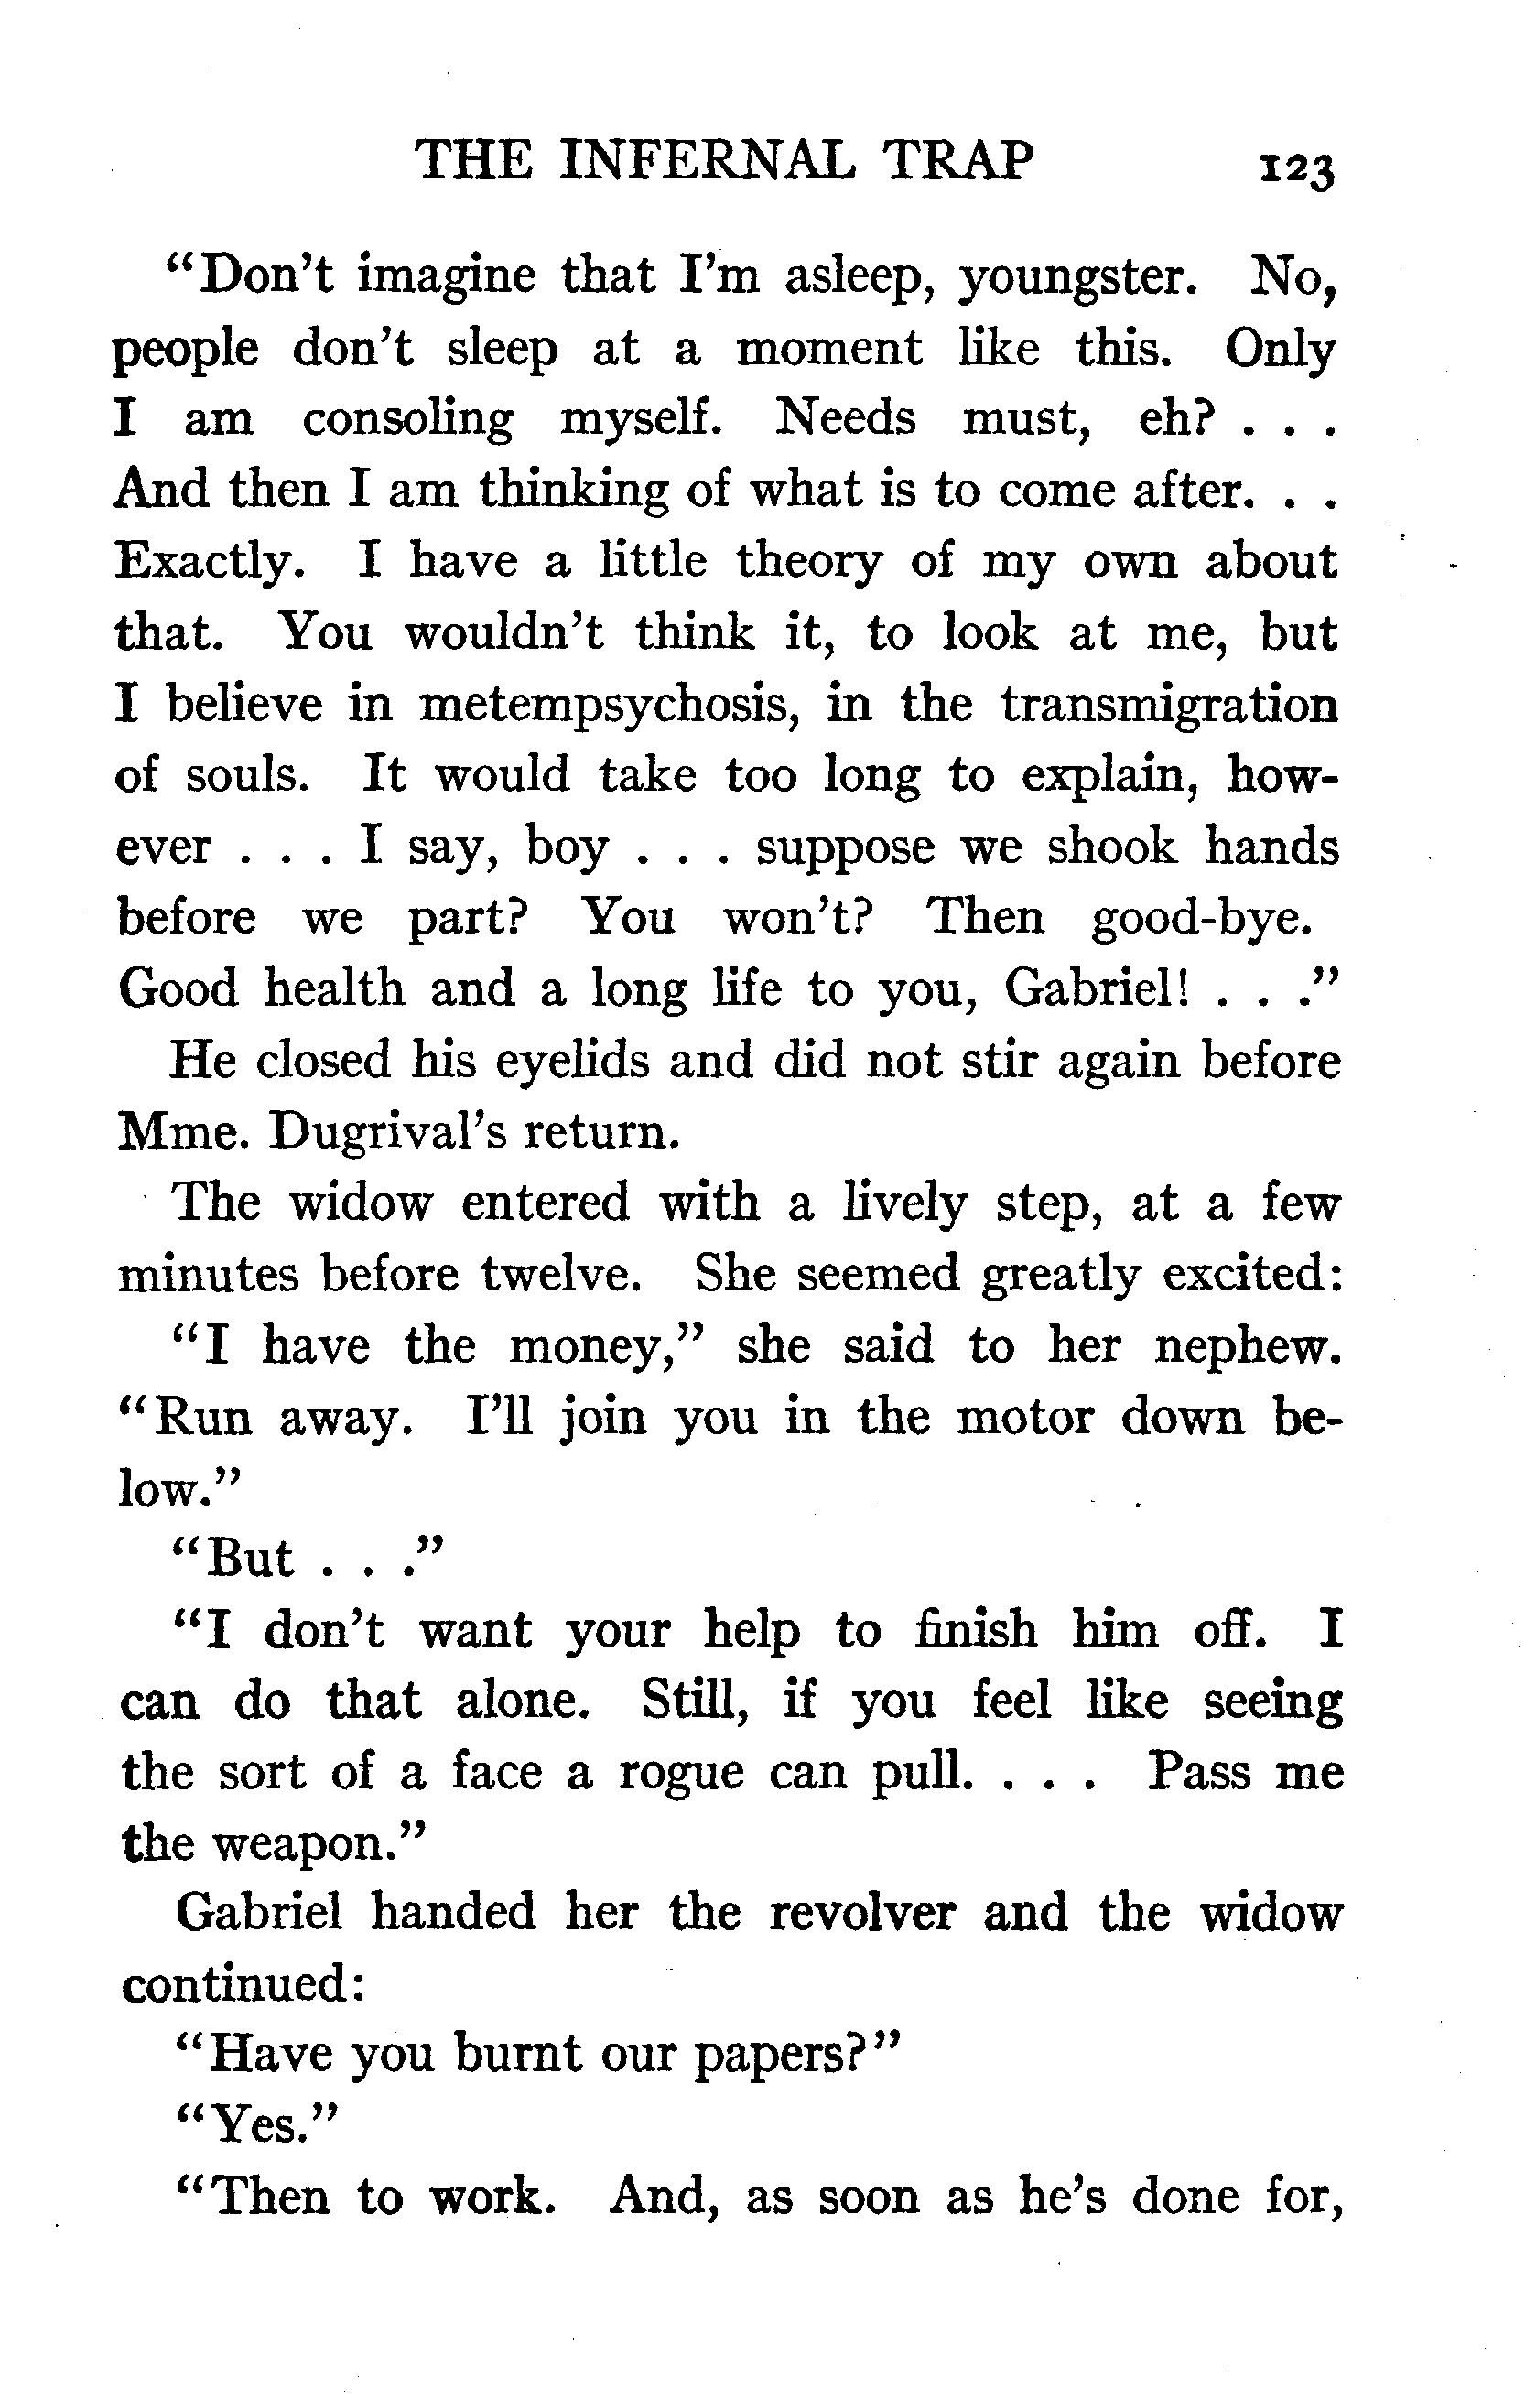 THE INFERNAL TRAP 123
"Don't imagine that I'm asleep, youngster. No,
people don't sleep at a moment like this. Only
I am consoling myself. Needs must, eh? . . .
And then I am thinking of what is to come after. . .
Exactly. I have a little theory of my own about
that. You wouldn't think it, to look at me, but
I believe in metempsychosis, in the transmigration
of souls. It would take too long to explain, how-
ever . . . I say, boy . . . suppose we shook hands
before we part? You won't? Then good-bye.
Good health and a long life to you, Gabriel! . . ."
He closed his eyelids and did not stir again before
Mme. Dugrival's return.
The widow entered with a lively step, at a few
minutes before twelve. She seemed greatly excited:
"I have the money," she said to her nephew.
"Run away. I'll join you in the motor down be-
low."
"But . . ."
"I don't want your help to finish him off. I
can do that alone. Still, if you feel like seeing
the sort of a face a rogue can pull. . . . Pass me
the weapon."
Gabriel handed her the revolver and the widow
continued:
"Have you burnt our papers?"
"Yes."
"Then to work. And, as soon as he's done for,